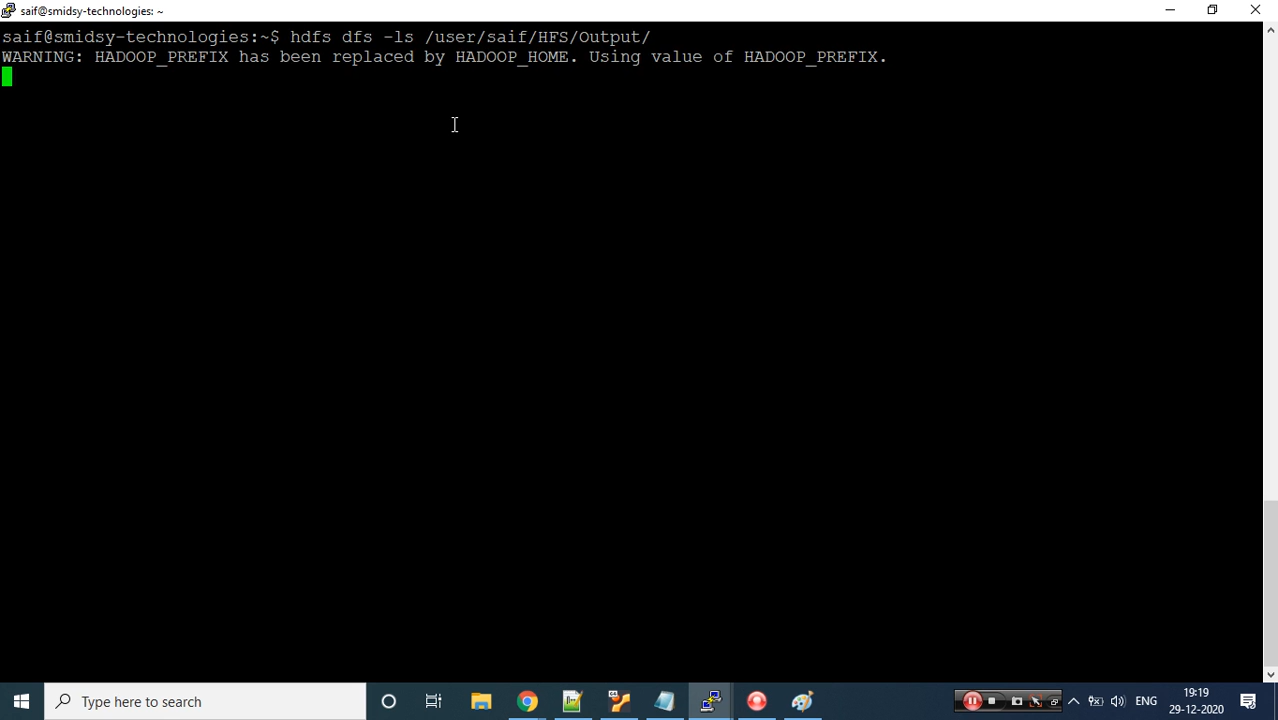 saif@smidsy-technologies: ~
saif@smidsy-technologies:~$ hdfs dfs -ls /user/saif/HFS/Output/
WARNING: HADOOP_PREFIX has been replaced by HADOOP_HOME. Using value of HADOOP_PREFIX.
Type here to search
ENG
19:19
29-12-2020